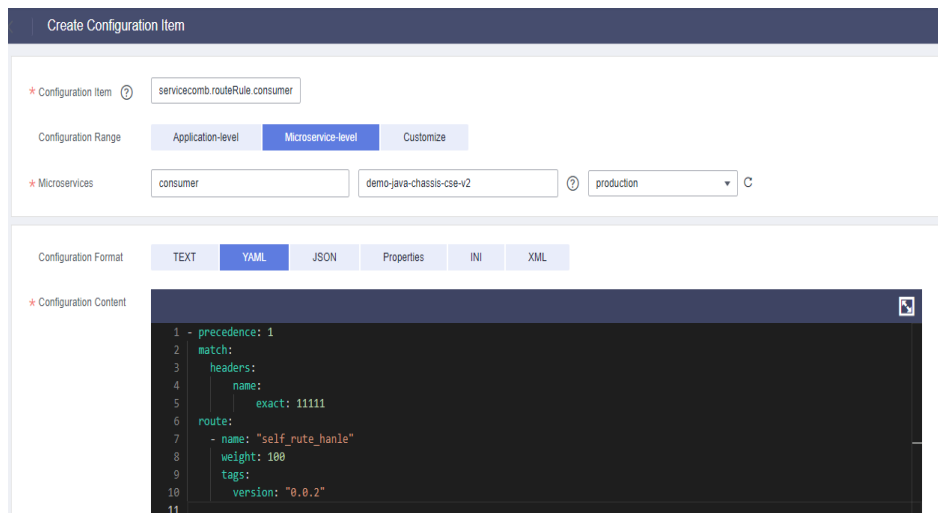 Create Configuration Item
* Configuration Item ? servicecomb.routeRule.consumer
Configuration Range Application-level Microservice-level Customize
* Microservices consumer demo-java-chassis-cse-v2 ? production
Configuration Format TEXT YAML JSON Properties INI XML
* Configuration Content
1 - precedence: 1
2 match:
3 headers:
4 name:
5 exact: 11111
6 route:
7 - name: "self_rute_hanle"
8 weight: 100
9 tags:
10 version: "0.0.2"
11